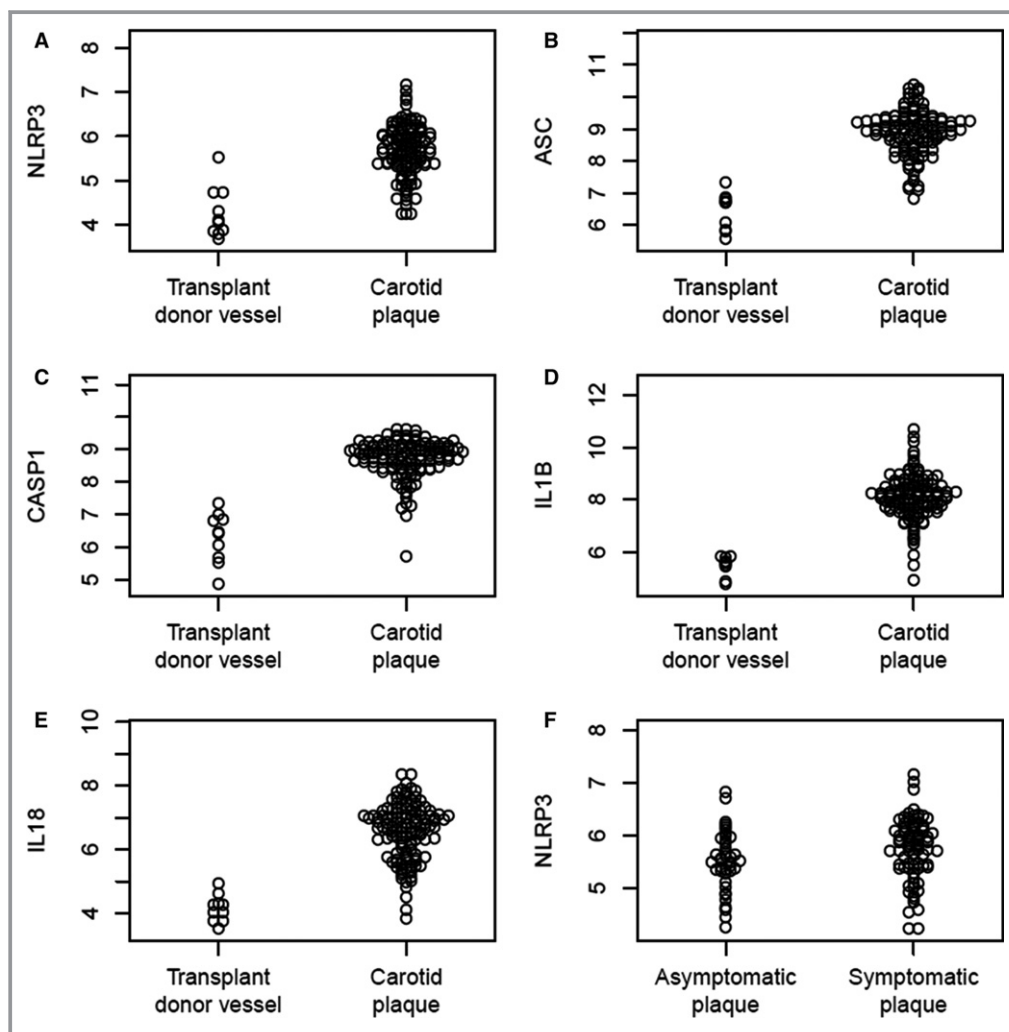 A
NLRP3
8
7
6
5
4
Transplant
donor vessel
Carotid
plaque
B
ASC
11
9
8
7
6
Transplant
donor vessel
Carotid
plaque
C
CASP1
11
9
8
7
6
5
Transplant
donor vessel
Carotid
plaque
D
IL1B
12
10
8
6
Transplant
donor vessel
Carotid
plaque
E
IL18
10
8
6
4
Transplant
donor vessel
Carotid
plaque
F
NLRP3
8
7
6
5
Asymptomatic
plaque
Symptomatic
plaque